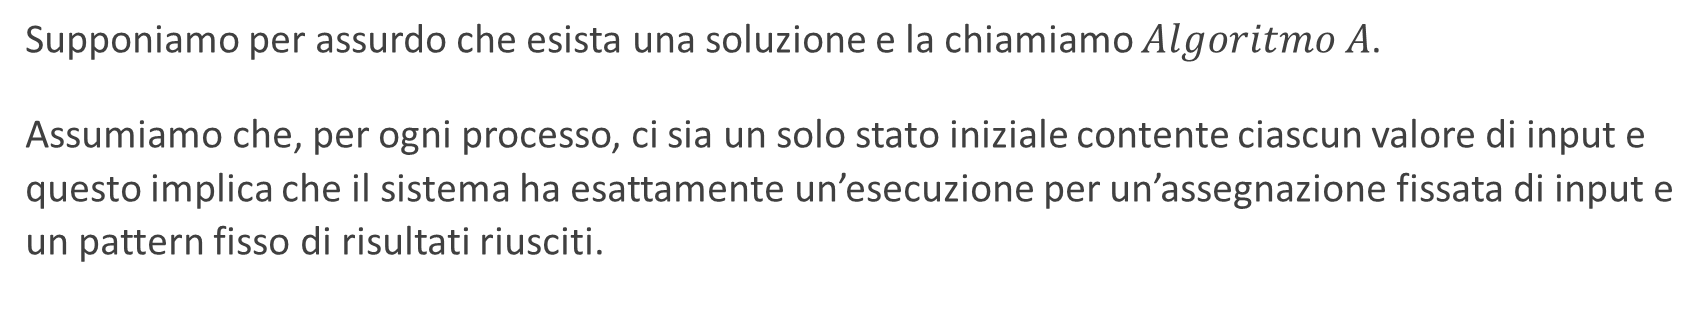 Supponiamo per assurdo che esista una soluzione e la chiamiamo Algoritmo A.
Assumiamo che, per ogni processo, ci sia un solo stato iniziale contente ciascun valore di input e
questo implica che il sistema ha esattamente un’esecuzione per un’assegnazione fissata di input e
un pattern fisso di risultati riusciti.